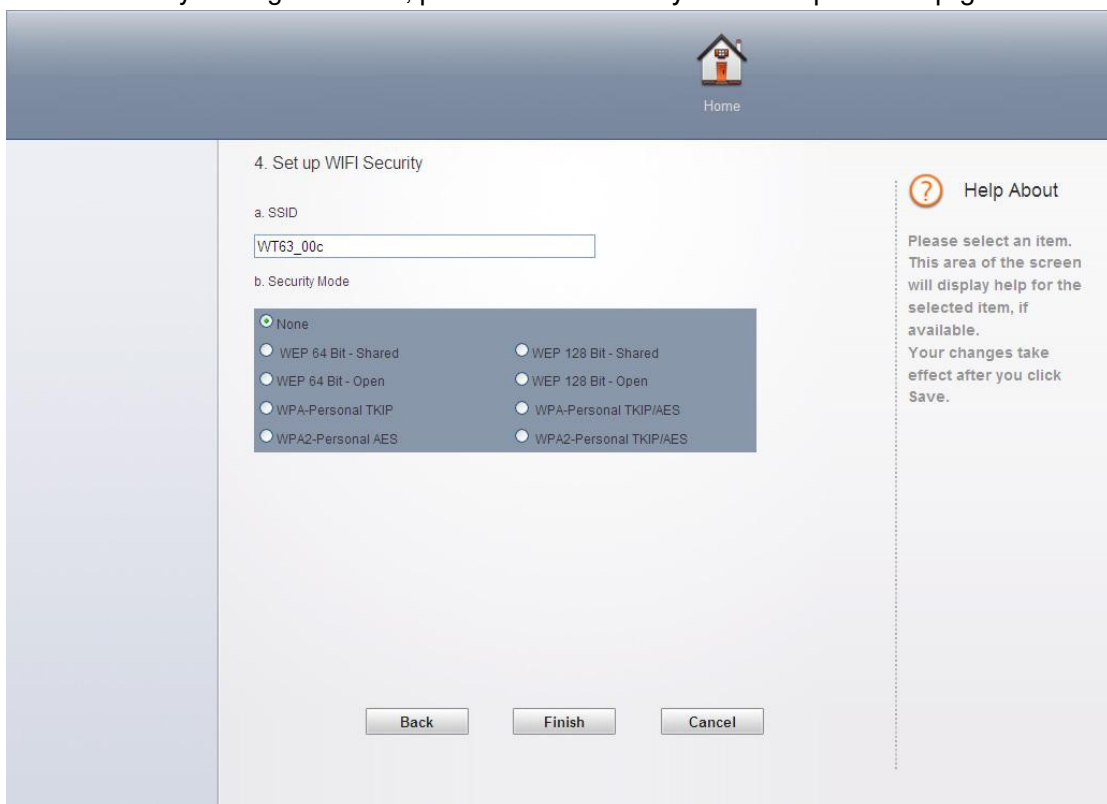 Home
4. Set up WIFI Security
a. SSID
WT63_00c
b. Security Mode
None
WEP 64 Bit - Shared
WEP 128 Bit - Shared
WEP 64 Bit - Open
WEP 128 Bit - Open
WPA-Personal TKIP
WPA-Personal TKIP/AES
WPA2-Personal AES
WPA2-Personal TKIP/AES
Back
Finish
Cancel
Help About
Please select an item.
This area of the screen
will display help for the
selected item, if
available.
Your changes take
effect after you click
Save.